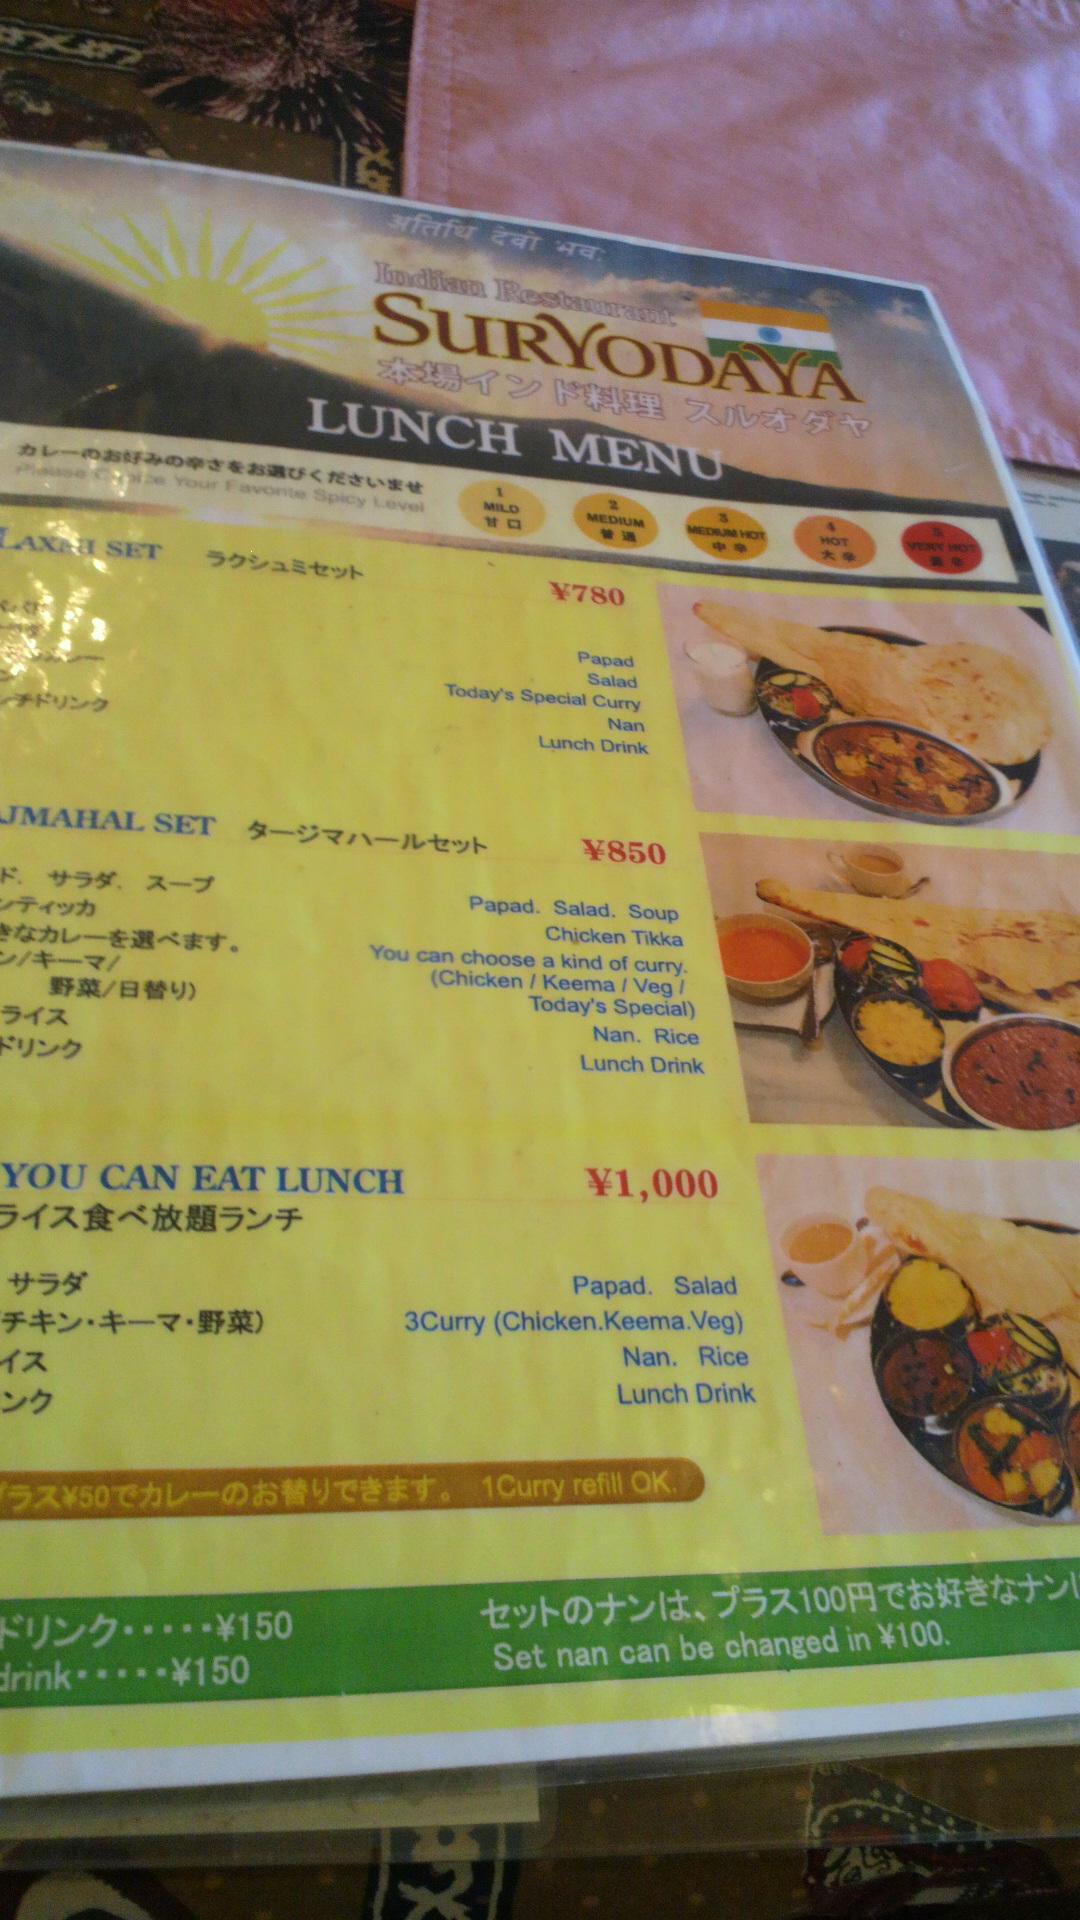 अतिथि देवो भवः
Indian Restaurant
SURYODAYA
本場インド料理 スルオダヤ
LUNCH MENU
カレーのお好みの辛さをお選びくださいませ
Please Choice Your Favorite Spicy Level
1 MILD 甘口
2 MEDIUM 普通
3 MEDIUM HOT 中辛
4 HOT 大辛
5 VERY HOT
LAXMI SET ラクシュミセット ¥780
チドリンク
Papad
Salad
Today's Special Curry
Nan
Lunch Drink
JMAHAL SET タージマハールセット ¥850
ド. サラダ. スープ
ンティッカ
きなカレーを選べます。
ン/キーマ/
野菜/日替り)
ライス
ドリンク
Papad. Salad. Soup
Chicken Tikka
You can choose a kind of curry.
(Chicken / Keema / Veg /
Today's Special)
Nan. Rice
Lunch Drink
YOU CAN EAT LUNCH ¥1,000
ライス食べ放題ランチ
サラダ
チキン・キーマ・野菜)
イス
ンク
Papad. Salad
3Curry (Chicken.Keema.Veg)
Nan. Rice
Lunch Drink
プラス¥50でカレーのお替りできます。 1Curry refill OK.
ドリンク・・・・・¥150
drink・・・・・¥150
セットのナンは、プラス100円でお好きなナンに
Set nan can be changed in ¥100.